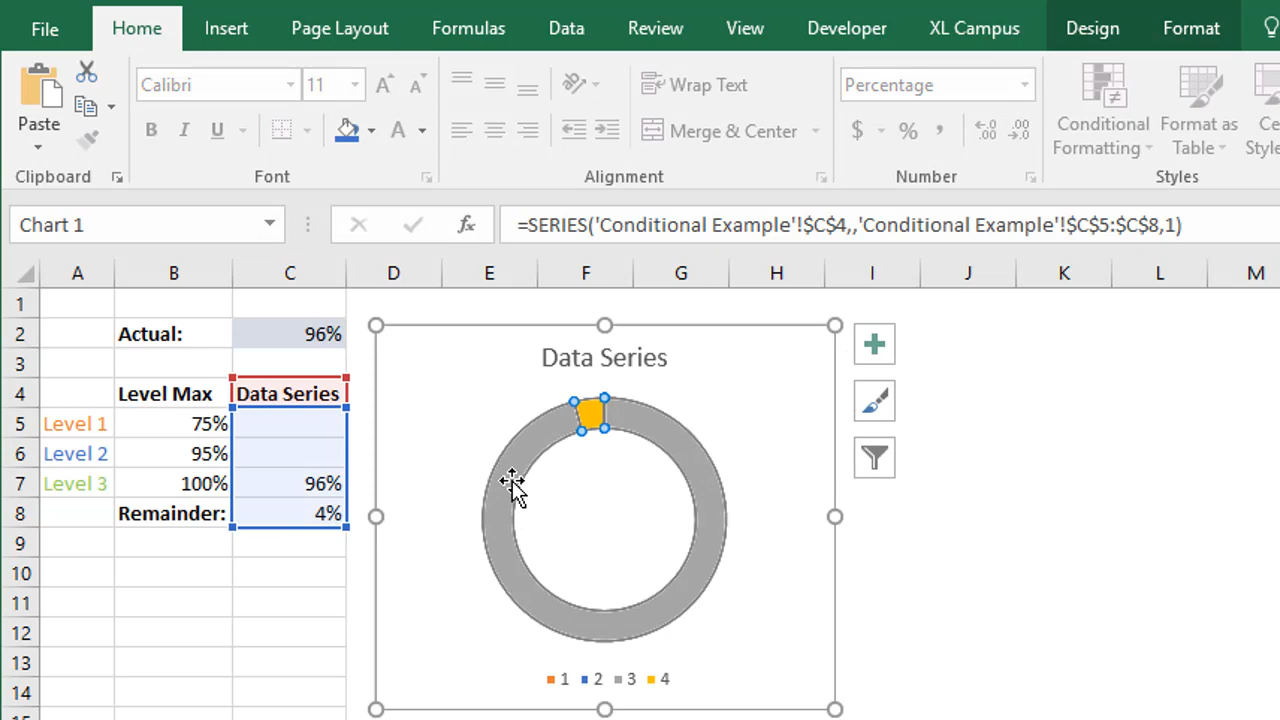 File Home Insert Page Layout Formulas Data Review View Developer XL Campus Design Format
Calibri 11 Wrap Text Percentage
Paste B I U A Merge & Center $ % , .00 .0 Conditional Formatting Format as Table
Clipboard Font Alignment Number Styles
Chart 1 fx =SERIES('Conditional Example'!$C$4,,'Conditional Example'!$C$5:$C$8,1)
A B C D E F G H I J K L M
1
2 Actual: 96%
3
Data Series
4 Level Max Data Series
5 Level 1 75%
6 Level 2 95%
7 Level 3 100% 96%
8 Remainder: 4%
9
10
11
12
13
1 2 3 4
14